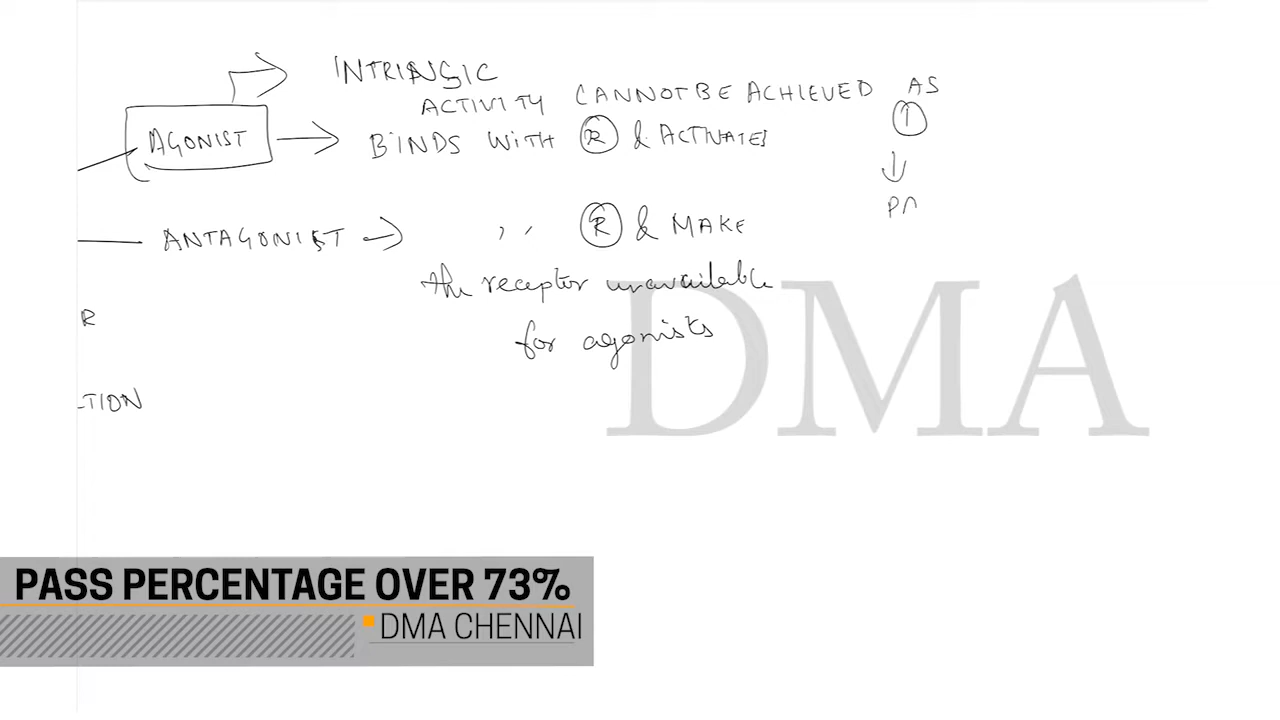 INTRINSIC
ACTIVITY CANNOT BE ACHIEVED AS
1
AGONIST BINDS WITH R & ACTIVATES
ANTAGONIST ,, R & MAKE
the receptor unavailable
for agonists
R
TION
DMA
PASS PERCENTAGE OVER 73%
DMA CHENNAI